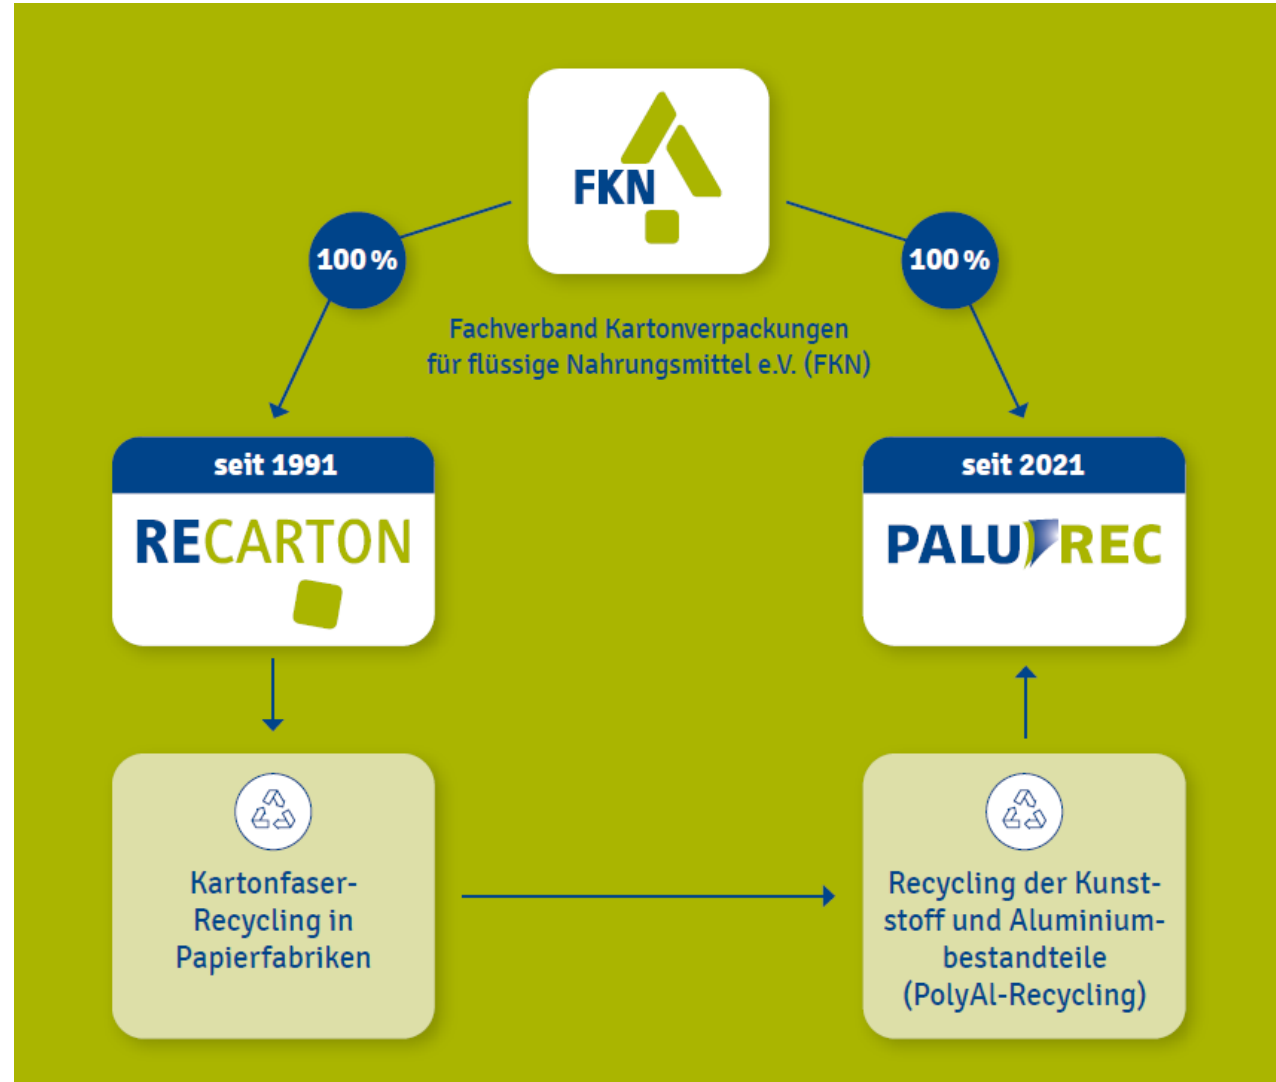 FKN
100 %
100 %
Fachverband Kartonverpackungen
für flüssige Nahrungsmittel e.V. (FKN)
seit 1991
RECARTON
seit 2021
PALUREC
Kartonfaser-
Recycling in
Papierfabriken
Recycling der Kunst-
stoff und Aluminium-
bestandteile
(PolyAl-Recycling)